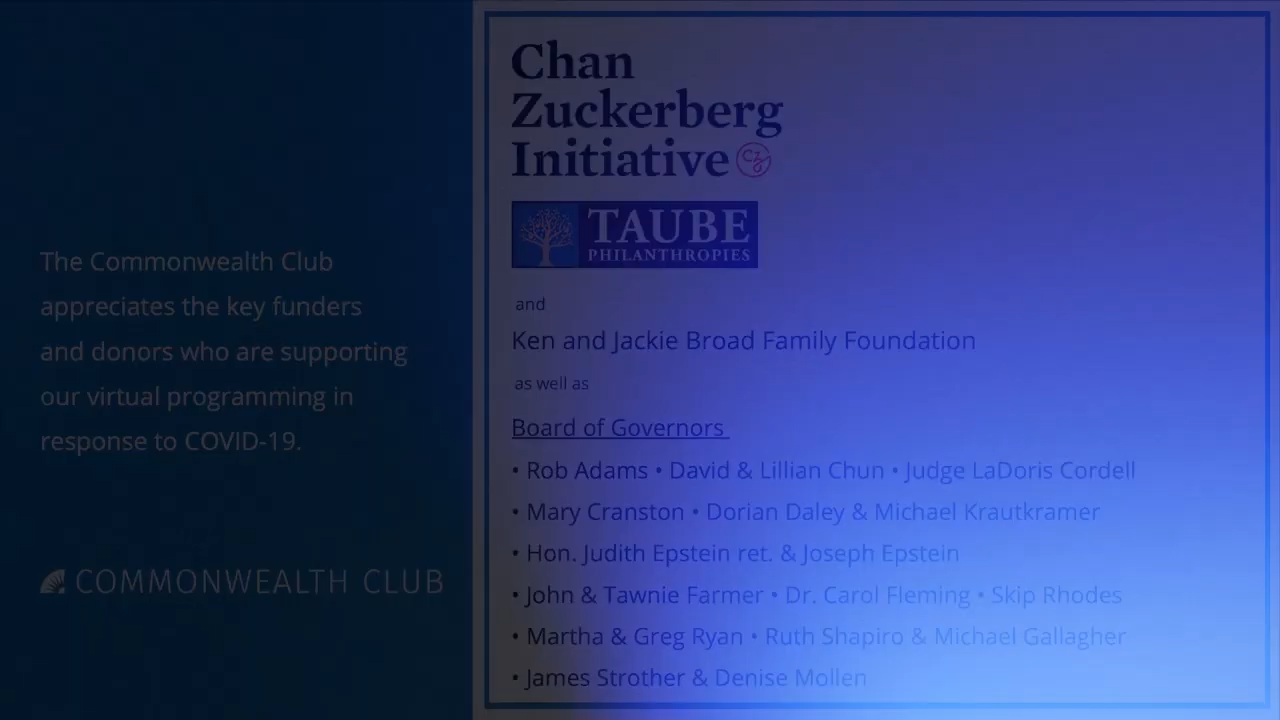 The Commonwealth Club
appreciates the key funders
and donors who are supporting
our virtual programming in
response to COVID-19.
COMMONWEALTH CLUB
Chan
Zuckerberg
Initiative CZI
TAUBE
PHILANTHROPIES
and
Ken and Jackie Broad Family Foundation
as well as
Board of Governors
• Rob Adams • David & Lillian Chun • Judge LaDoris Cordell
• Mary Cranston • Dorian Daley & Michael Krautkramer
• Hon. Judith Epstein ret. & Joseph Epstein
• John & Tawnie Farmer • Dr. Carol Fleming • Skip Rhodes
• Martha & Greg Ryan • Ruth Shapiro & Michael Gallagher
• James Strother & Denise Mollen